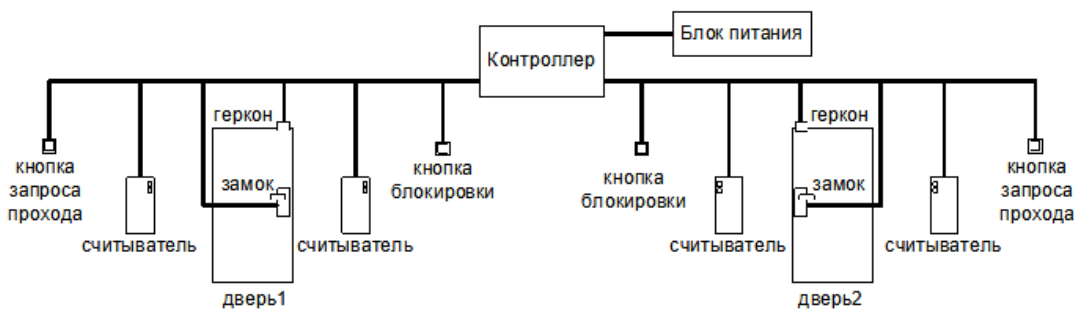 Блок питания
Контроллер
геркон
геркон
кнопка
запроса
прохода
замок
кнопка
блокировки
кнопка
блокировки
замок
кнопка
запроса
прохода
считыватель
считыватель
считыватель
считыватель
дверь1
дверь2